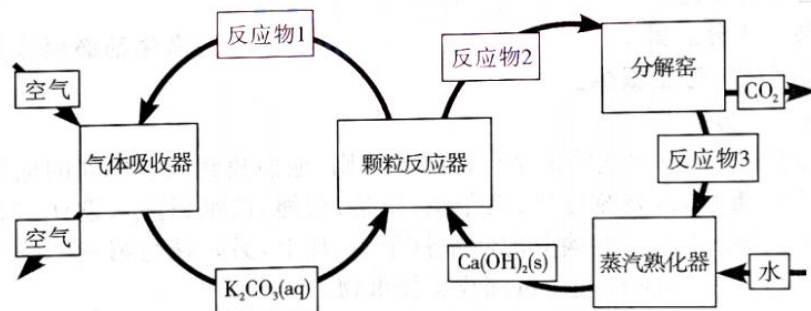 反应物1
反应物2
分解窑
空气
CO₂
气体吸收器
颗粒反应器
反应物3
空气
Ca(OH)₂(s)
蒸汽熟化器
水
K₂CO₃(aq)